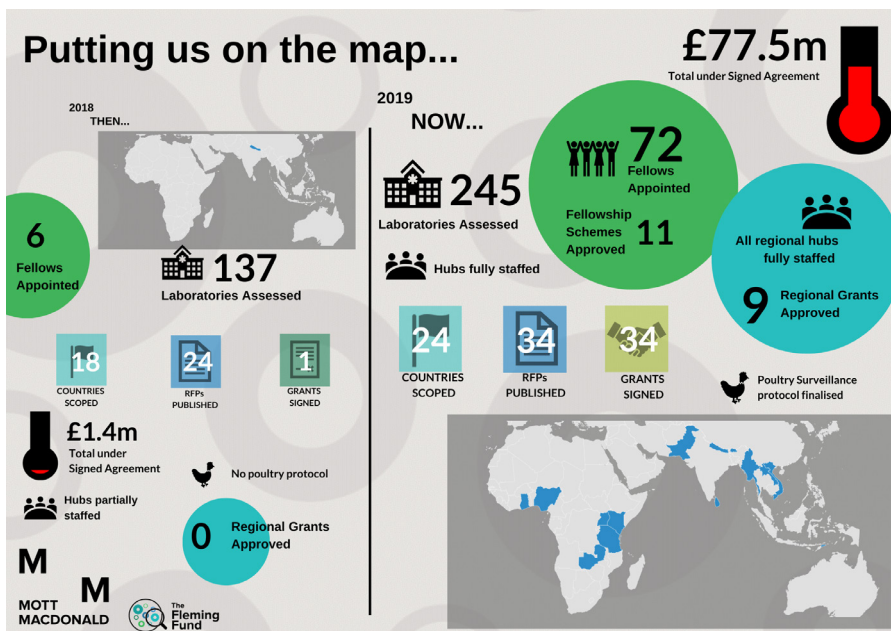 Putting us on the map...
£77.5m
Total under Signed Agreement
2018
THEN...
6
Fellows
Appointed
137
Laboratories Assessed
18
COUNTRIES
SCOPED
24
RFPs
PUBLISHED
1
GRANTS
SIGNED
£1.4m
Total under
Signed Agreement
No poultry protocol
Hubs partially
staffed
0
Regional Grants
Approved
M
M
MOTT
MACDONALD
The
Fleming
Fund
2019
NOW...
245
Laboratories Assessed
Hubs fully staffed
72
Fellows
Appointed
Fellowship
Schemes
Approved
11
All regional hubs
fully staffed
9
Regional Grants
Approved
24
COUNTRIES
SCOPED
34
RFPs
PUBLISHED
34
GRANTS
SIGNED
Poultry Surveillance
protocol finalised